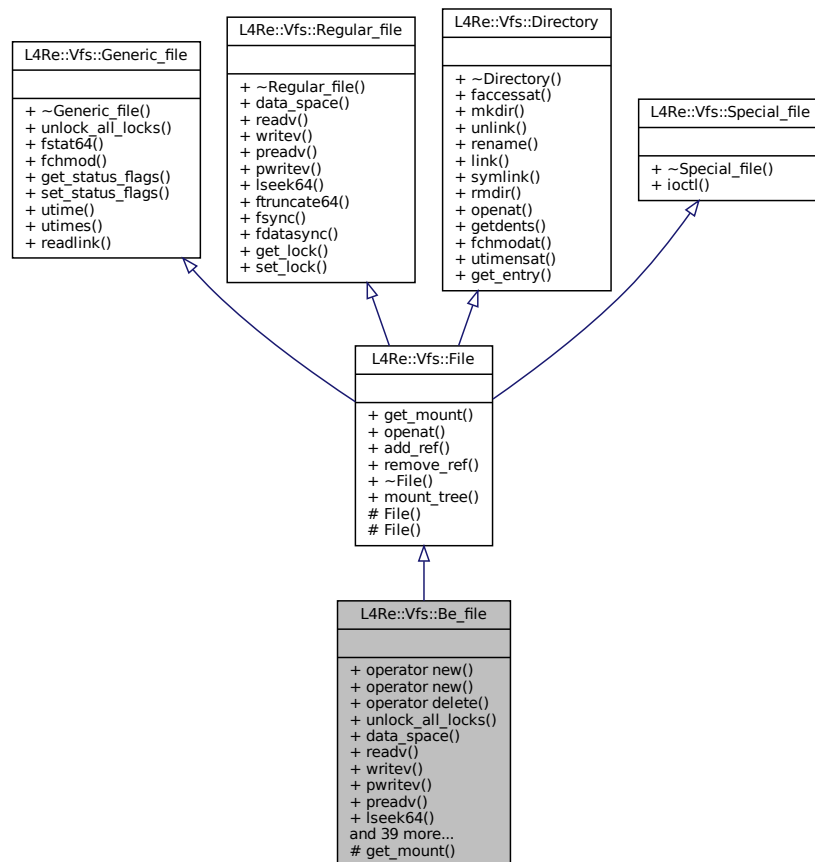 L4Re::Vfs::Generic_file
+ ~Generic_file()
+ unlock_all_locks()
+ fstat64()
+ fchmod()
+ get_status_flags()
+ set_status_flags()
+ utime()
+ utimes()
+ readlink()
L4Re::Vfs::Regular_file
+ ~Regular_file()
+ data_space()
+ readv()
+ writev()
+ preadv()
+ pwritev()
+ lseek64()
+ ftruncate64()
+ fsync()
+ fdatasync()
+ get_lock()
+ set_lock()
L4Re::Vfs::Directory
+ ~Directory()
+ faccessat()
+ mkdir()
+ unlink()
+ rename()
+ link()
+ symlink()
+ rmdir()
+ openat()
+ getdents()
+ fchmodat()
+ utimensat()
+ get_entry()
L4Re::Vfs::Special_file
+ ~Special_file()
+ ioctl()
L4Re::Vfs::File
+ get_mount()
+ openat()
+ add_ref()
+ remove_ref()
+ ~File()
+ mount_tree()
# File()
# File()
L4Re::Vfs::Be_file
+ operator new()
+ operator new()
+ operator delete()
+ unlock_all_locks()
+ data_space()
+ readv()
+ writev()
+ pwritev()
+ preadv()
+ lseek64()
and 39 more...
# get_mount()